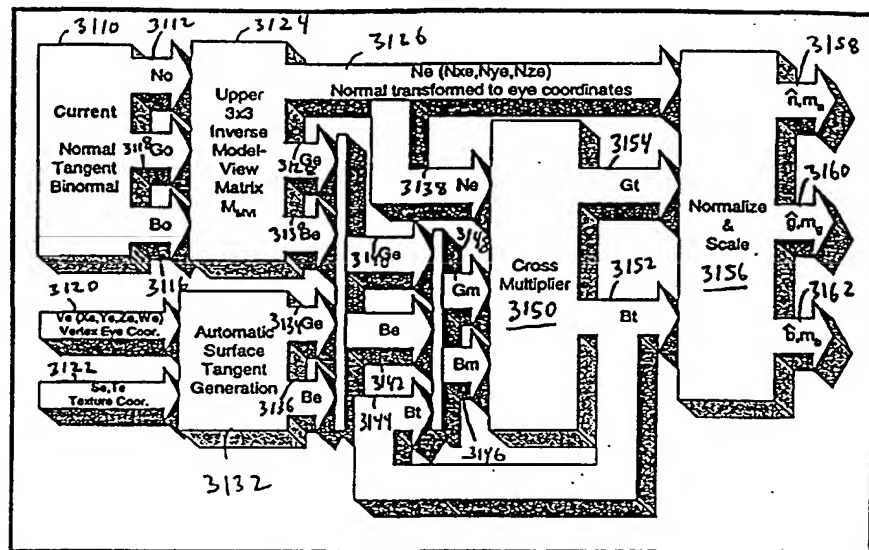 3110
3112
3124
3126
3158
No
Ne (Nxe,Nye,Nze)
Normal transformed to eye coordinates
n̂,mn
Current
Normal
Tangent
Binormal
Upper
3x3
Inverse
Model-
View
Matrix
3118
Go
Ge
3138
Ne
3154
Gt
3160
ĝ,mg
Bo
3138
Be
3140
Ge
3148
Gm
Cross
Multiplier
3150
3152
Bt
Normalize
&
Scale
3156
3162
b̂,mb
3116
3120
Ve (Xe,Ye,Ze,We)
Vertex Eye Coor.
Automatic
Surface
Tangent
Generation
3134
Ge
Be
3142
Bm
3122
Se,Te
Texture Coor.
3136
Be
3144
Bt
3146
3132